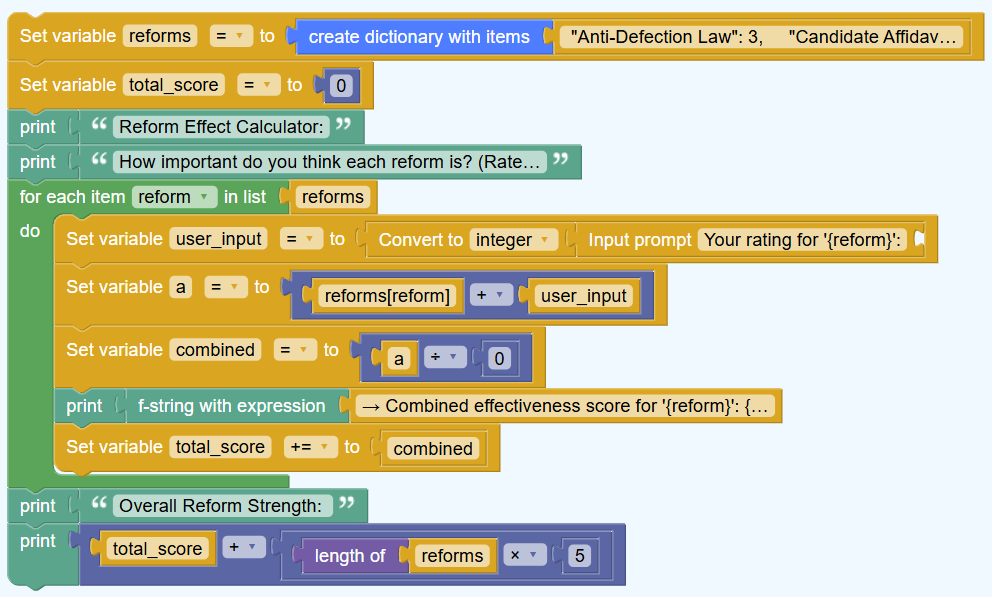 Set variable reforms = to create dictionary with items "Anti-Defection Law": 3, "Candidate Affidav…
Set variable total_score = to 0
print “ Reform Effect Calculator: ”
print “ How important do you think each reform is? (Rate… ”
for each item reform in list reforms
do Set variable user_input = to Convert to integer Input prompt Your rating for '{reform}':
Set variable a = to reforms[reform] + user_input
Set variable combined = to a ÷ 0
print f-string with expression → Combined effectiveness score for '{reform}': {…
Set variable total_score += to combined
print “ Overall Reform Strength: ”
print total_score + length of reforms × 5